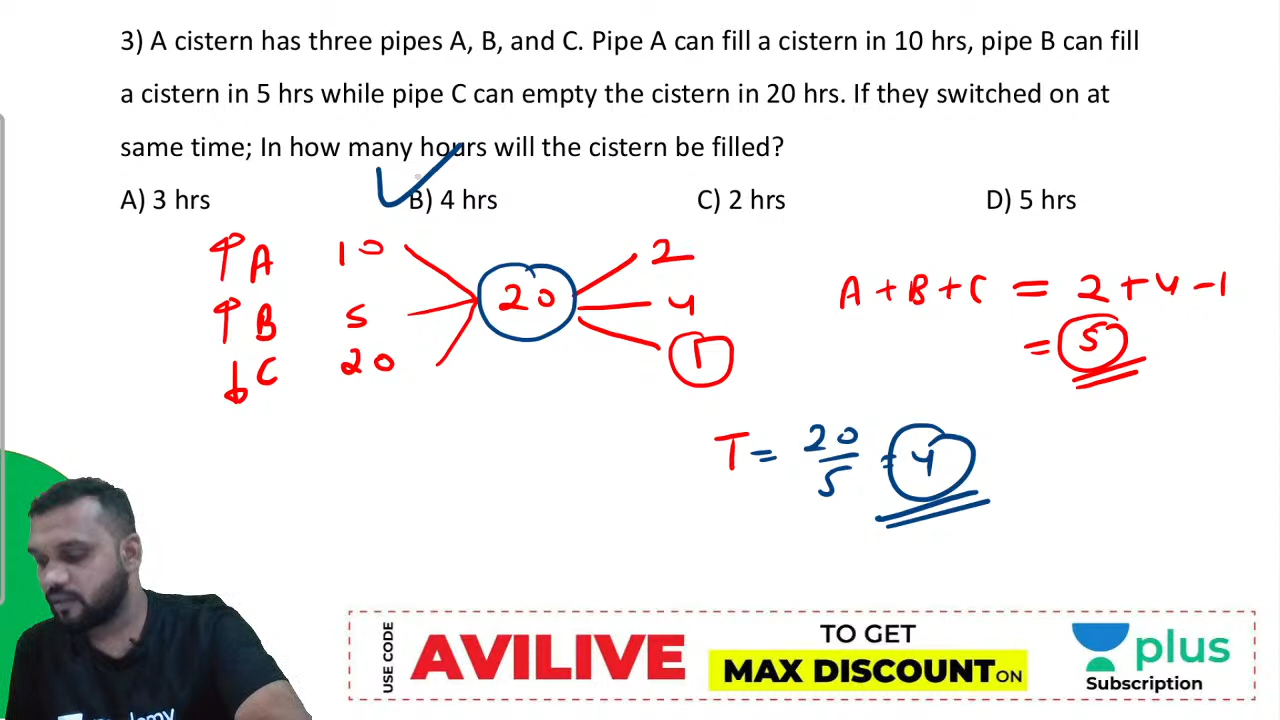 3) A cistern has three pipes A, B, and C. Pipe A can fill a cistern in 10 hrs, pipe B can fill
a cistern in 5 hrs while pipe C can empty the cistern in 20 hrs. If they switched on at
same time; In how many hours will the cistern be filled?
A) 3 hrs B) 4 hrs C) 2 hrs D) 5 hrs
↑ A 10 20 2
↑ B 5 4
↓ C 20 1
A + B + C = 2 + 4 - 1
= 5
T = 20/5 = 4
USE CODE
AVILIVE
TO GET
MAX DISCOUNT ON
plus
Subscription